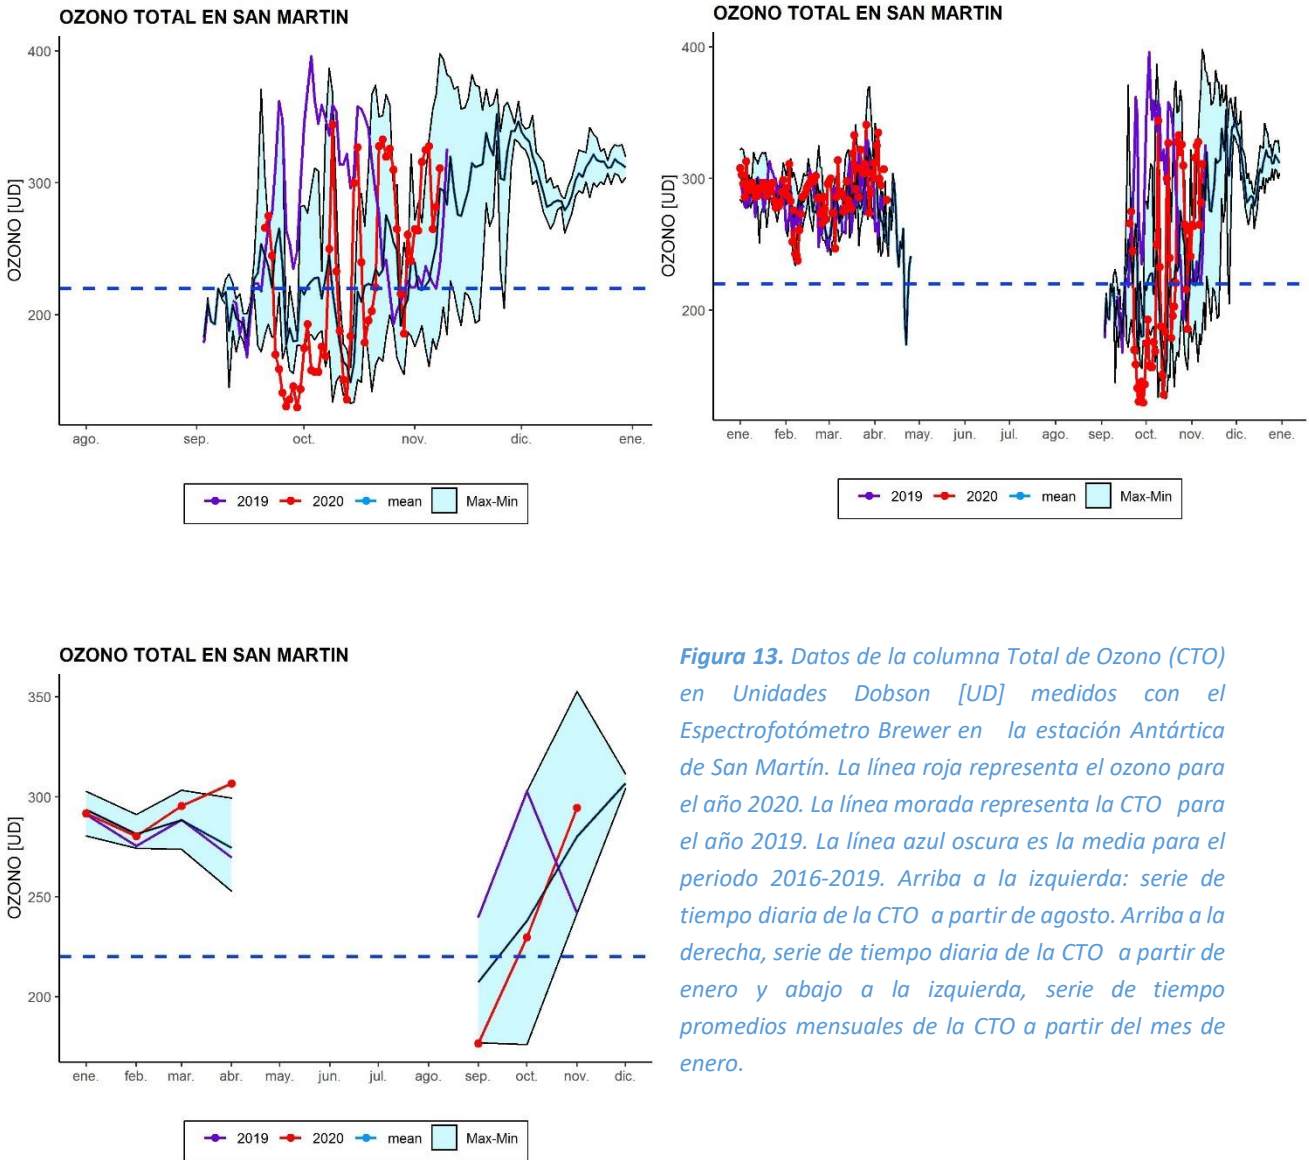 OZONO TOTAL EN SAN MARTIN
400
300
200
OZONO [UD]
ago. sep. oct. nov. dic. ene.
2019 2020 mean Max-Min
OZONO TOTAL EN SAN MARTIN
400
300
200
OZONO [UD]
ene. feb. mar. abr. may. jun. jul. ago. sep. oct. nov. dic. ene.
2019 2020 mean Max-Min
OZONO TOTAL EN SAN MARTIN
350
300
250
200
OZONO [UD]
ene. feb. mar. abr. may. jun. jul. ago. sep. oct. nov. dic.
2019 2020 mean Max-Min
Figura 13. Datos de la columna Total de Ozono (CTO)
en Unidades Dobson [UD] medidos con el
Espectrofotómetro Brewer en la estación Antártica
de San Martín. La línea roja representa el ozono para
el año 2020. La línea morada representa la CTO para
el año 2019. La línea azul oscura es la media para el
periodo 2016-2019. Arriba a la izquierda: serie de
tiempo diaria de la CTO a partir de agosto. Arriba a la
derecha, serie de tiempo diaria de la CTO a partir de
enero y abajo a la izquierda, serie de tiempo
promedios mensuales de la CTO a partir del mes de
enero.